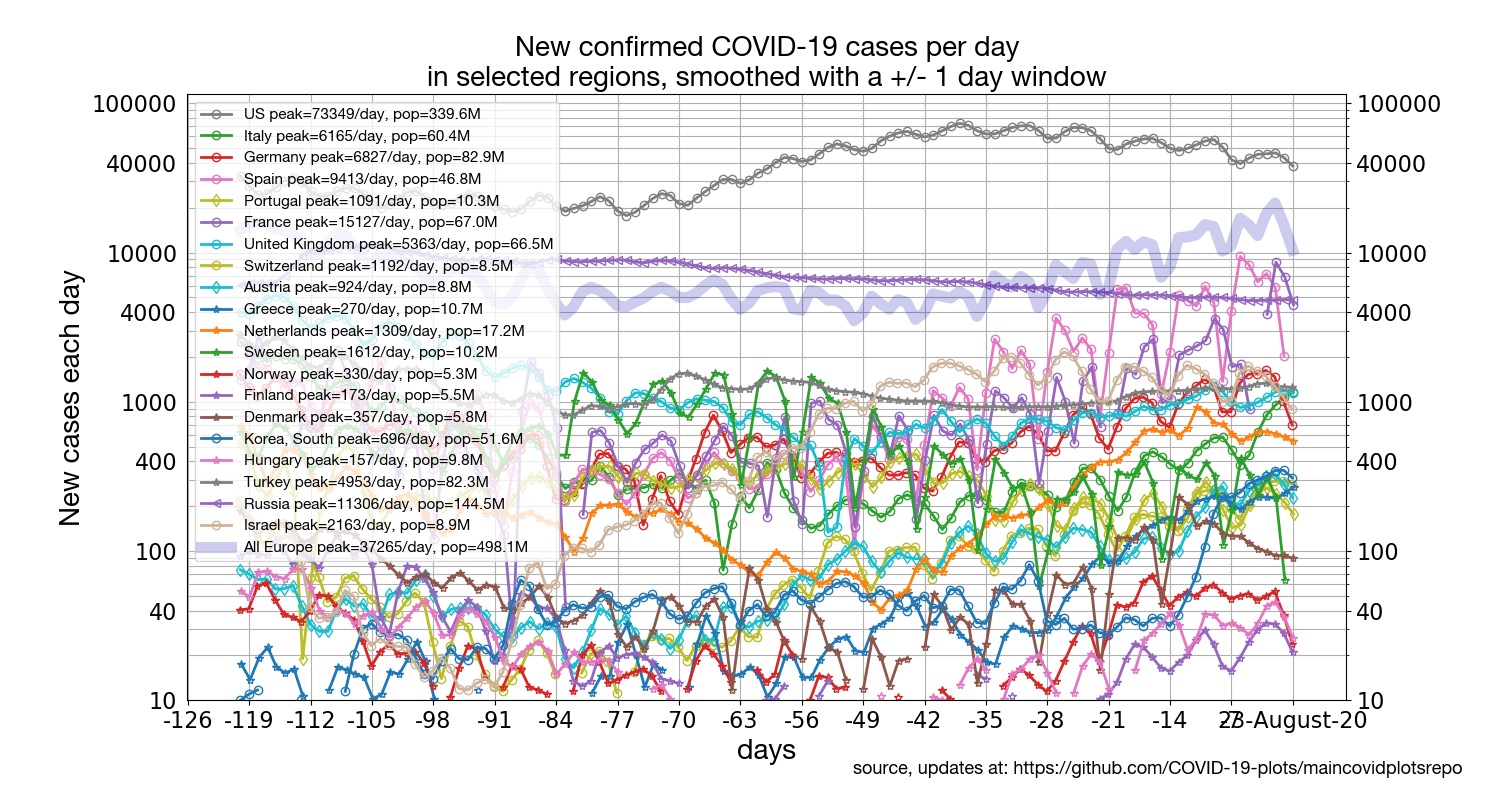 New confirmed COVID-19 cases per day
in selected regions, smoothed with a +/- 1 day window
New cases each day
100000
40000
10000
4000
1000
400
100
40
10
US peak=73349/day, pop=339.6M
Italy peak=6165/day, pop=60.4M
Germany peak=6827/day, pop=82.9M
Spain peak=9413/day, pop=46.8M
Portugal peak=1091/day, pop=10.3M
France peak=15127/day, pop=67.0M
United Kingdom peak=5363/day, pop=66.5M
Switzerland peak=1192/day, pop=8.5M
Austria peak=924/day, pop=8.8M
Greece peak=270/day, pop=10.7M
Netherlands peak=1309/day, pop=17.2M
Sweden peak=1612/day, pop=10.2M
Norway peak=330/day, pop=5.3M
Finland peak=173/day, pop=5.5M
Denmark peak=357/day, pop=5.8M
Korea, South peak=696/day, pop=51.6M
Hungary peak=157/day, pop=9.8M
Turkey peak=4953/day, pop=82.3M
Russia peak=11306/day, pop=144.5M
Israel peak=2163/day, pop=8.9M
All Europe peak=37265/day, pop=498.1M
100000
40000
10000
4000
1000
400
100
40
10
-126 -119 -112 -105 -98 -91 -84 -77 -70 -63 -56 -49 -42 -35 -28 -21 -14 -7 23-August-20
days
source, updates at: https://github.com/COVID-19-plots/maincovidplotsrepo